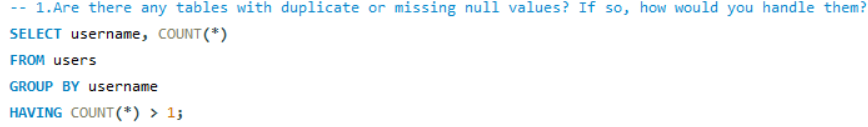 -- 1.Are there any tables with duplicate or missing null values? If so, how would you handle them?
SELECT username, COUNT(*)
FROM users
GROUP BY username
HAVING COUNT(*) > 1;